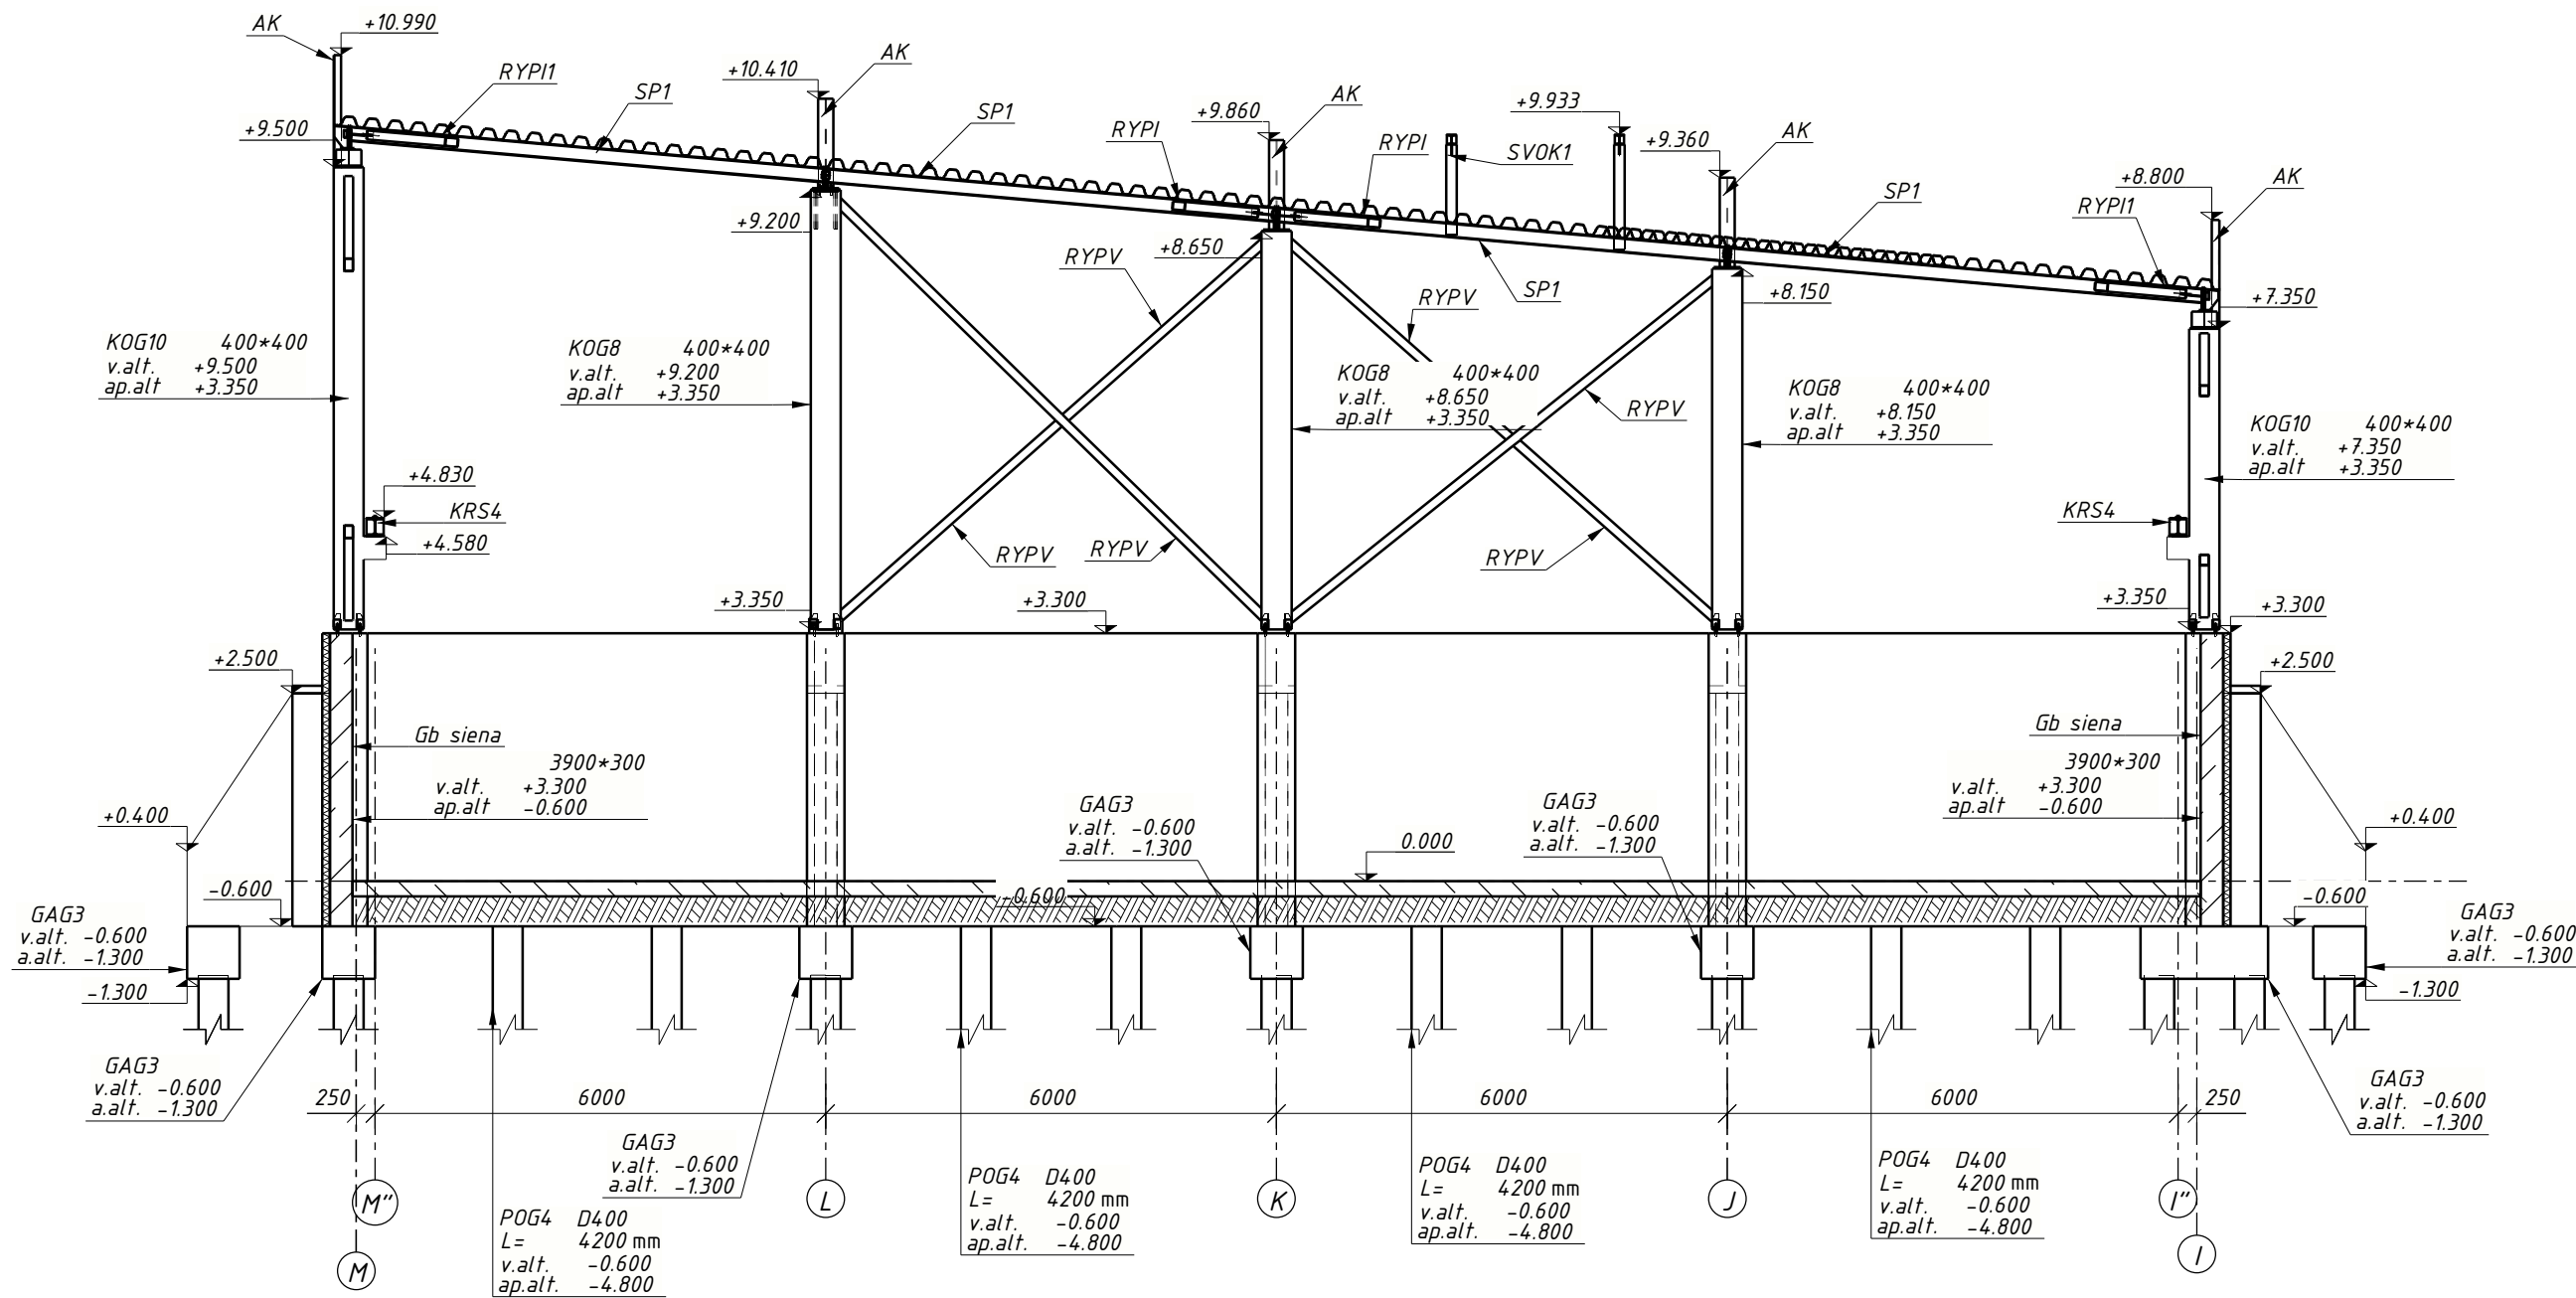 AK
+10.990
RYPI1
SP1
+10.410
AK
SP1
+9.500
RYPI
+9.860
AK
+9.933
RYPI
SVOK1
+9.360
AK
SP1
+8.800
AK
RYPI1
+9.200
+8.650
RYPV
RYPV
SP1
+8.150
+7.350
KOG10 400*400
v.alt. +9.500
ap.alt +3.350
KOG8 400*400
v.alt. +9.200
ap.alt +3.350
KOG8 400*400
v.alt. +8.650
ap.alt +3.350
RYPV
KOG8 400*400
v.alt. +8.150
ap.alt +3.350
KOG10 400*400
v.alt. +7.350
ap.alt +3.350
+4.830
KRS4
+4.580
RYPV
RYPV
RYPV
KRS4
+3.350
+3.300
+3.350
+3.300
+2.500
+2.500
Gb siena
3900*300
v.alt. +3.300
ap.alt -0.600
Gb siena
3900*300
v.alt. +3.300
ap.alt -0.600
+0.400
+0.400
GAG3
v.alt. -0.600
a.alt. -1.300
GAG3
v.alt. -0.600
a.alt. -1.300
0.000
-0.600
-0.600
-0.600
GAG3
v.alt. -0.600
a.alt. -1.300
-1.300
GAG3
v.alt. -0.600
a.alt. -1.300
-1.300
GAG3
v.alt. -0.600
a.alt. -1.300
GAG3
v.alt. -0.600
a.alt. -1.300
250
6000
6000
6000
6000
250
GAG3
v.alt. -0.600
a.alt. -1.300
POG4 D400
L= 4200 mm
v.alt. -0.600
ap.alt. -4.800
POG4 D400
L= 4200 mm
v.alt. -0.600
ap.alt. -4.800
POG4 D400
L= 4200 mm
v.alt. -0.600
ap.alt. -4.800
POG4 D400
L= 4200 mm
v.alt. -0.600
ap.alt. -4.800
M"
L
K
J
I"
M
I